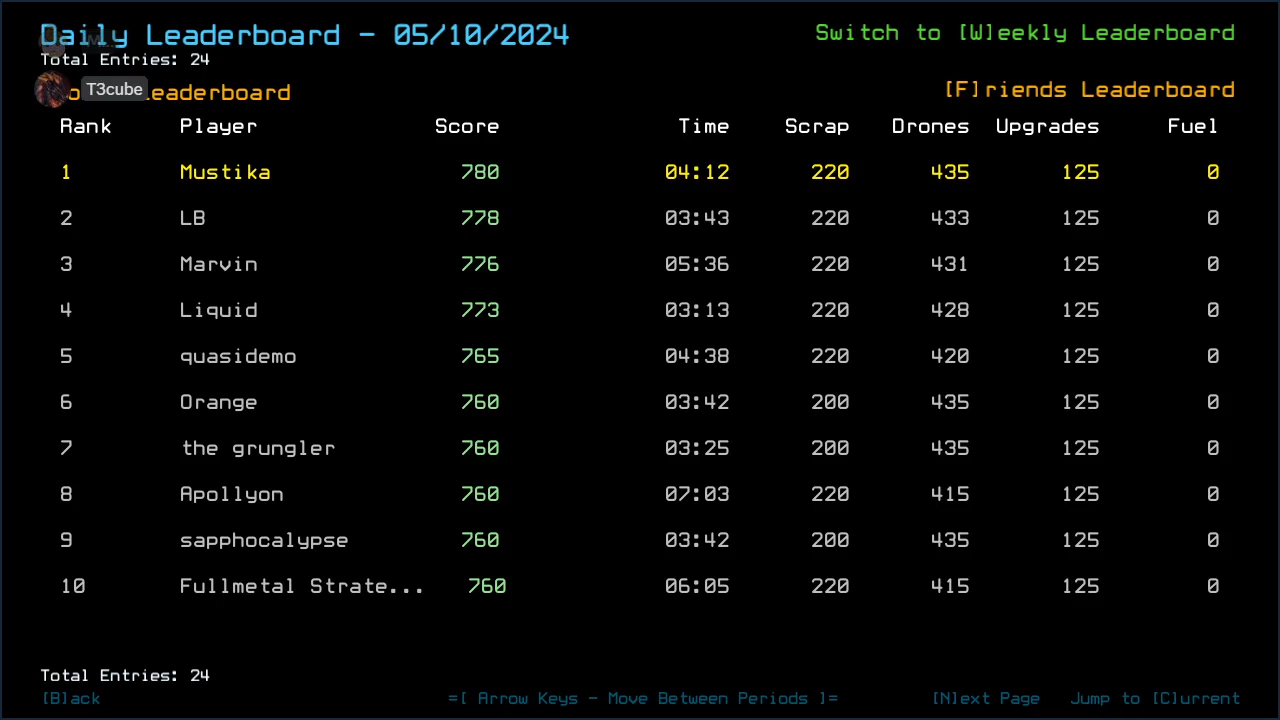 Daily Leaderboard - 05/10/2024
Switch to [W]eekly Leaderboard
Total Entries: 24
T3cube
Leaderboard
[F]riends Leaderboard
Rank Player Score Time Scrap Drones Upgrades Fuel
1 Mustika 780 04:12 220 435 125 0
2 LB 778 03:43 220 433 125 0
3 Marvin 776 05:36 220 431 125 0
4 Liquid 773 03:13 220 428 125 0
5 quasidemo 765 04:38 220 420 125 0
6 Orange 760 03:42 200 435 125 0
7 the grungler 760 03:25 200 435 125 0
8 Apollyon 760 07:03 220 415 125 0
9 sapphocalypse 760 03:42 200 435 125 0
10 Fullmetal Strate... 760 06:05 220 415 125 0
Total Entries: 24
[B]ack =[ Arrow Keys - Move Between Periods ]= [N]ext Page Jump to [C]urrent